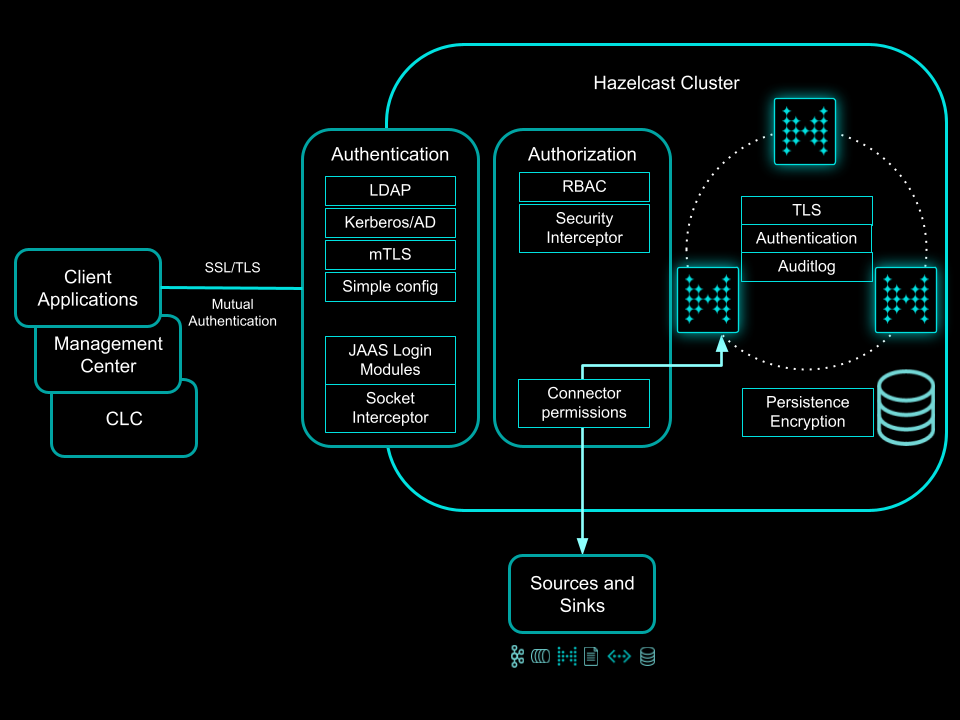 Hazelcast Cluster
Authentication
LDAP
Kerberos/AD
mTLS
Simple config
JAAS Login
Modules
Socket
Interceptor
Authorization
RBAC
Security
Interceptor
Connector
permissions
TLS
Authentication
Auditlog
Persistence
Encryption
Client
Applications
Management
Center
CLC
SSL/TLS
Mutual
Authentication
Sources and
Sinks